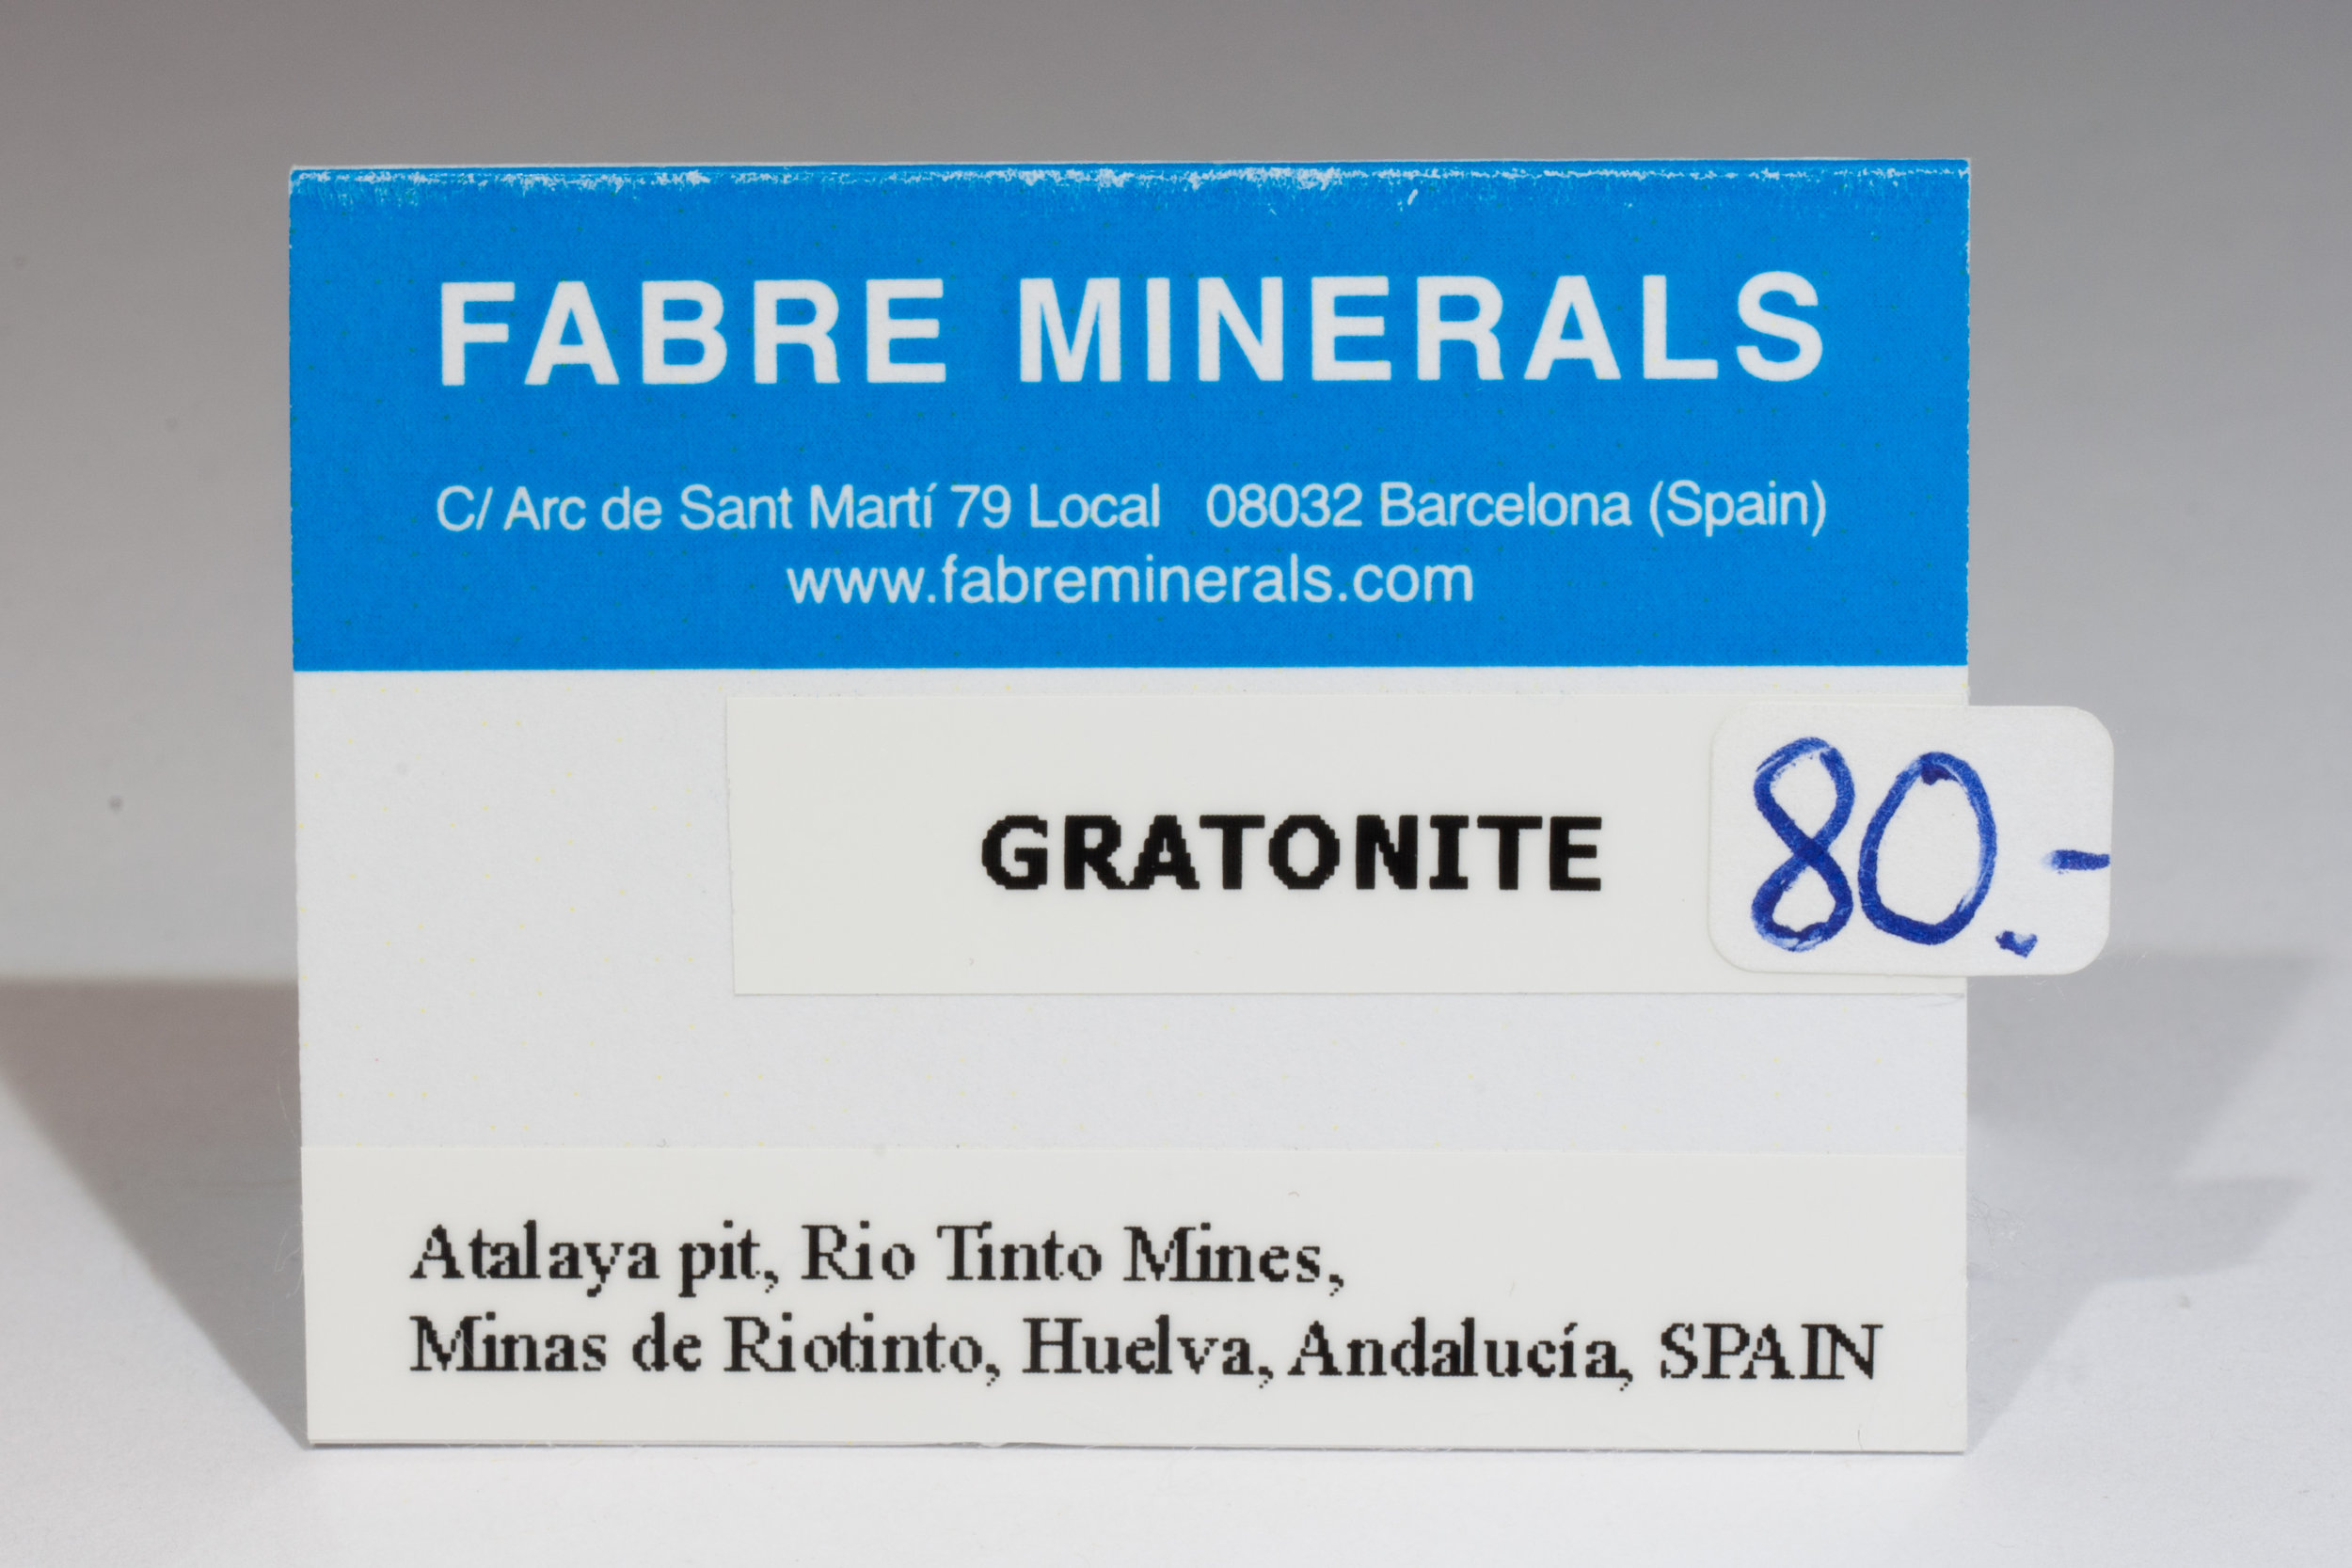 FABRE MINERALS
C/ Arc de Sant Martí 79 Local 08032 Barcelona (Spain)
www.fabreminerals.com
GRATONITE
80.-
Atalaya pit, Rio Tinto Mines,
Minas de Riotinto, Huelva, Andalucía, SPAIN